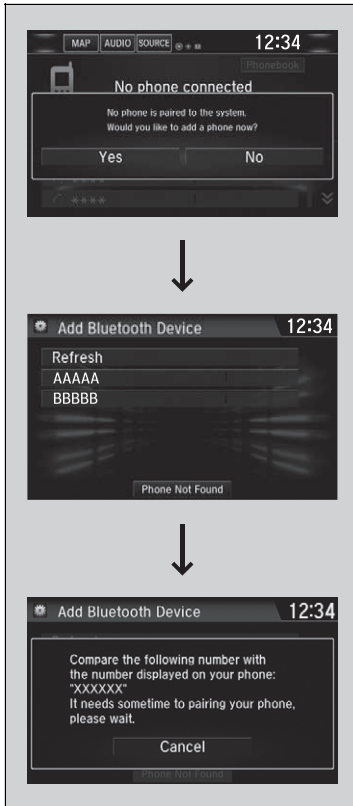 MAP AUDIO SOURCE 12:34
Phonebook
No phone connected
No phone is paired to the system.
Would you like to add a phone now?
Yes No
****
Add Bluetooth Device 12:34
Refresh
AAAAA
BBBBB
Phone Not Found
Add Bluetooth Device 12:34
Compare the following number with
the number displayed on your phone:
"XXXXXX"
It needs sometime to pairing your phone,
please wait.
Cancel
Phone Not Found